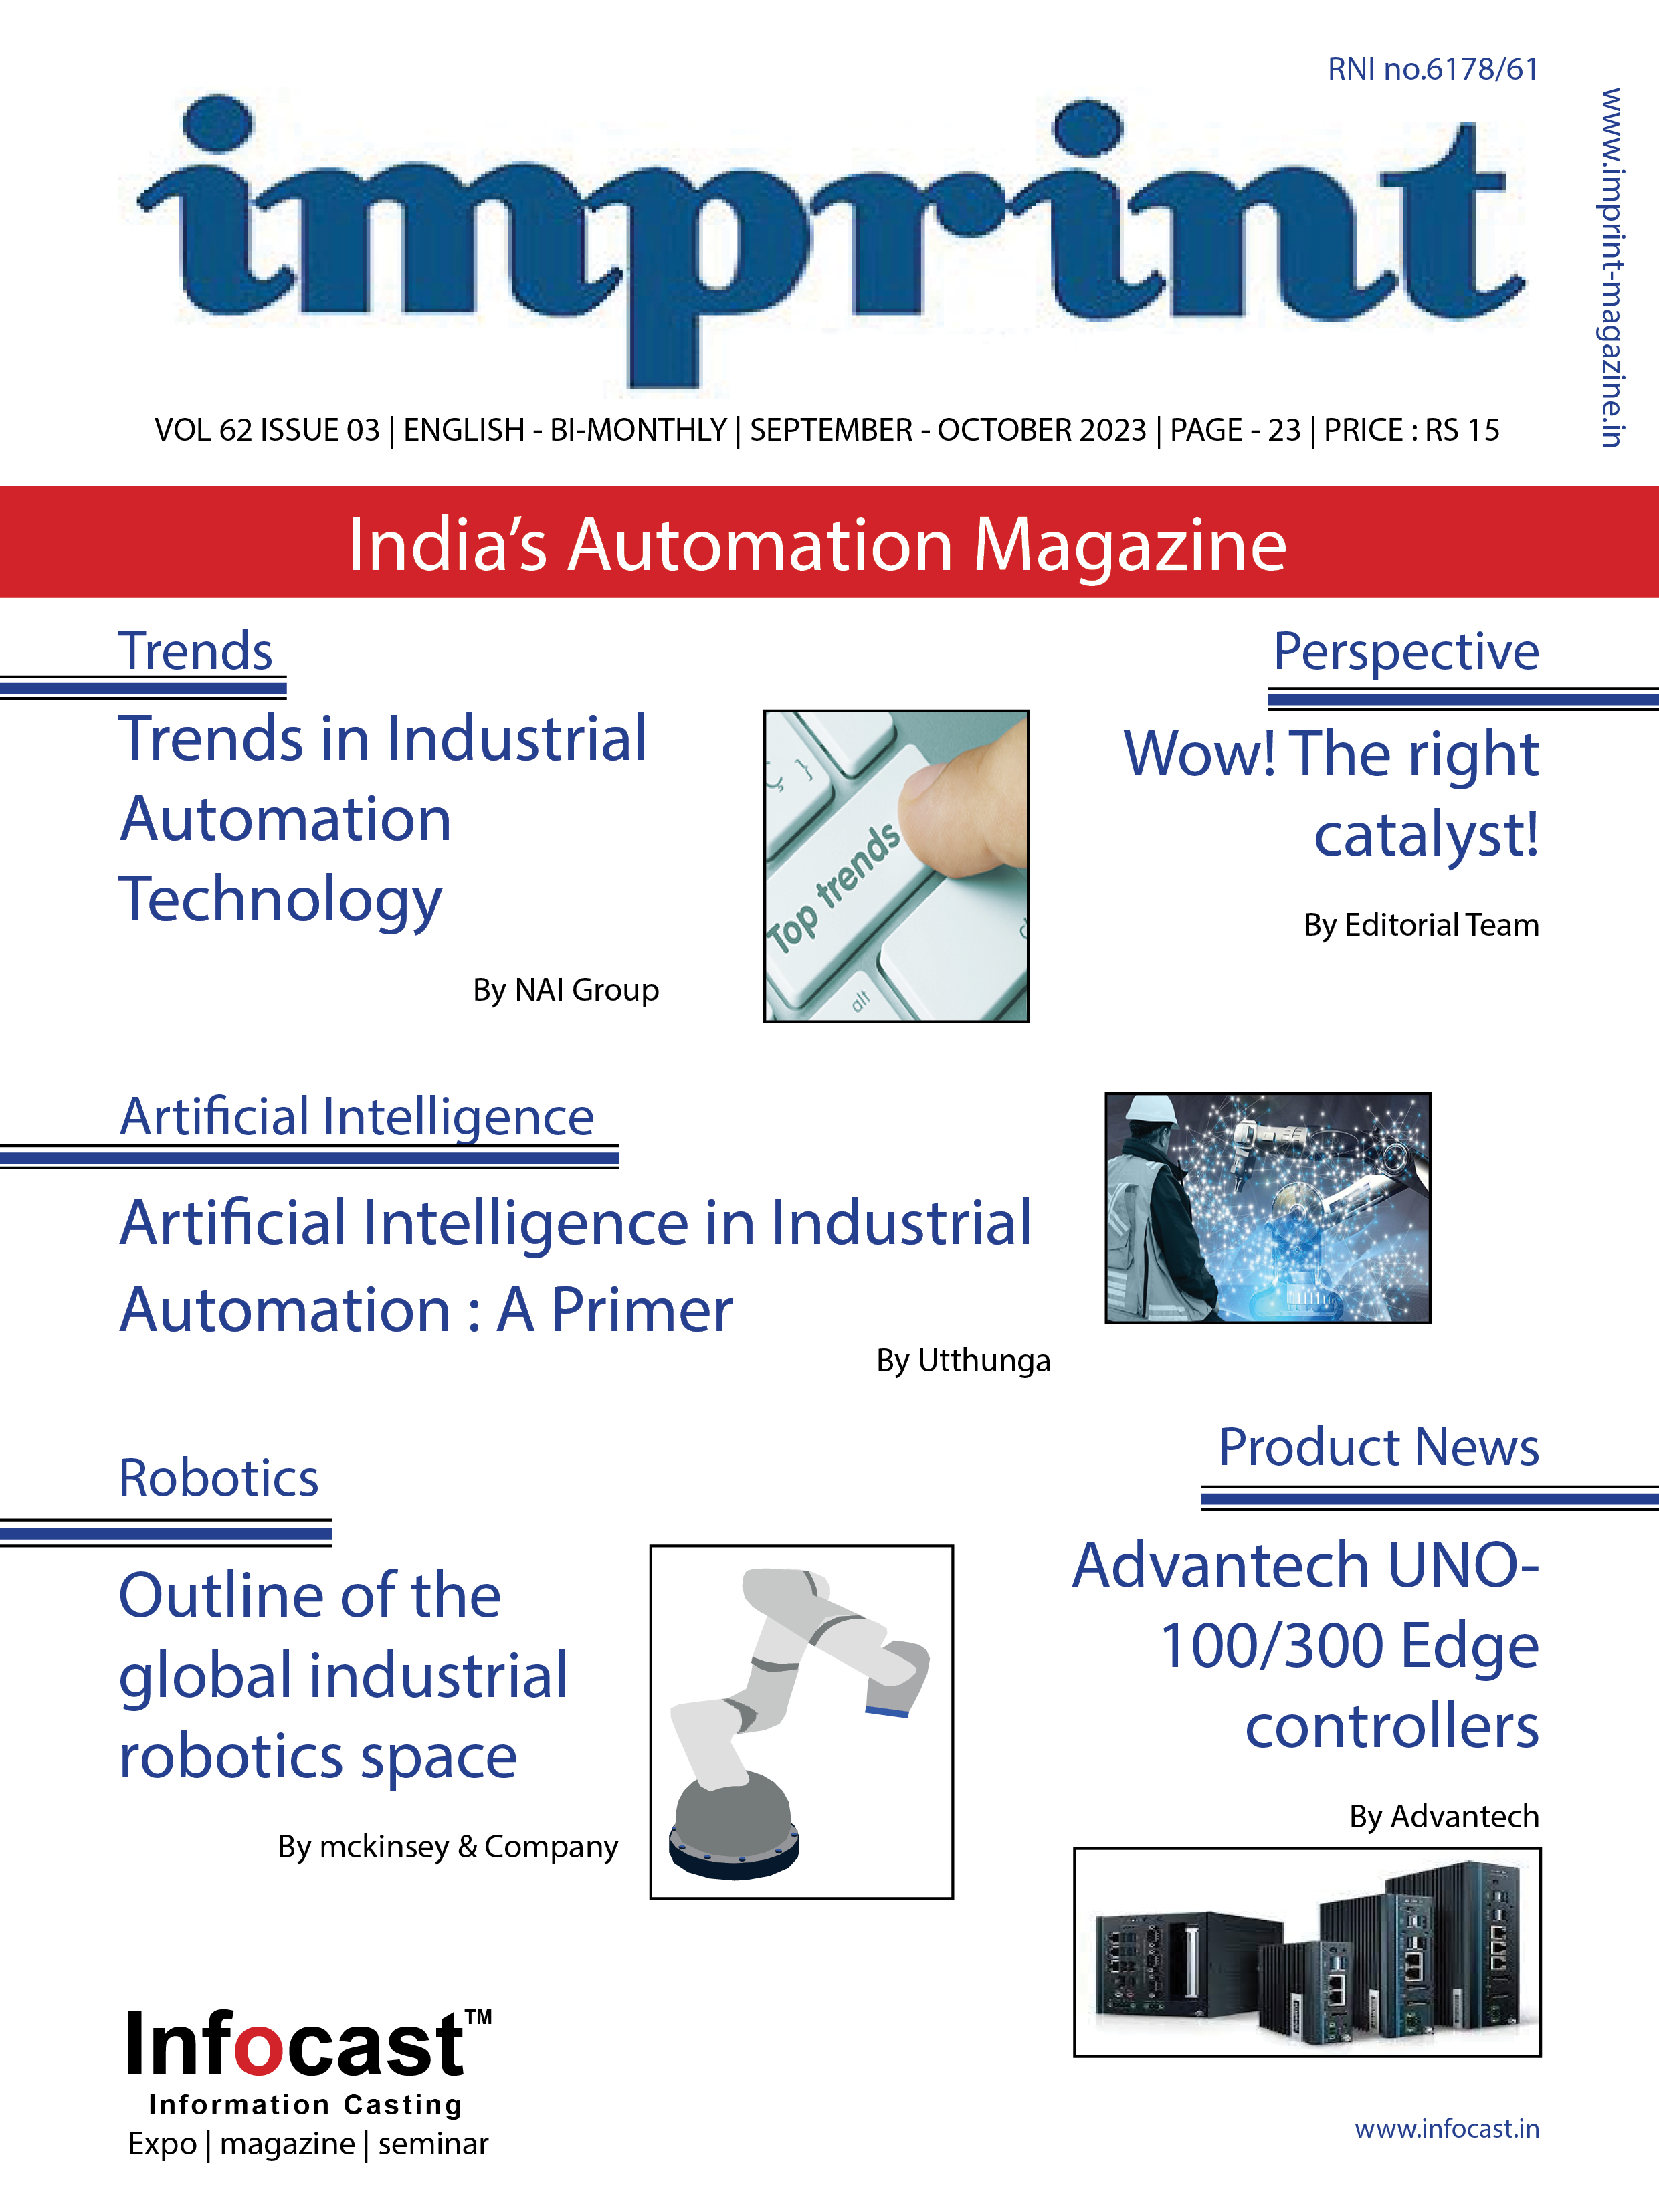 RNI no.6178/61
www.imprint-magazine.in
imprint
VOL 62 ISSUE 03 | ENGLISH - BI-MONTHLY | SEPTEMBER - OCTOBER 2023 | PAGE - 23 | PRICE : RS 15
India’s Automation Magazine
Trends
Trends in Industrial
Automation
Technology
By NAI Group
Top trends
alt
Ç }
Perspective
Wow! The right
catalyst!
By Editorial Team
Artificial Intelligence
Artificial Intelligence in Industrial
Automation : A Primer
By Utthunga
Robotics
Outline of the
global industrial
robotics space
By mckinsey & Company
Product News
Advantech UNO-
100/300 Edge
controllers
By Advantech
Infocast™
Information Casting
Expo | magazine | seminar
www.infocast.in